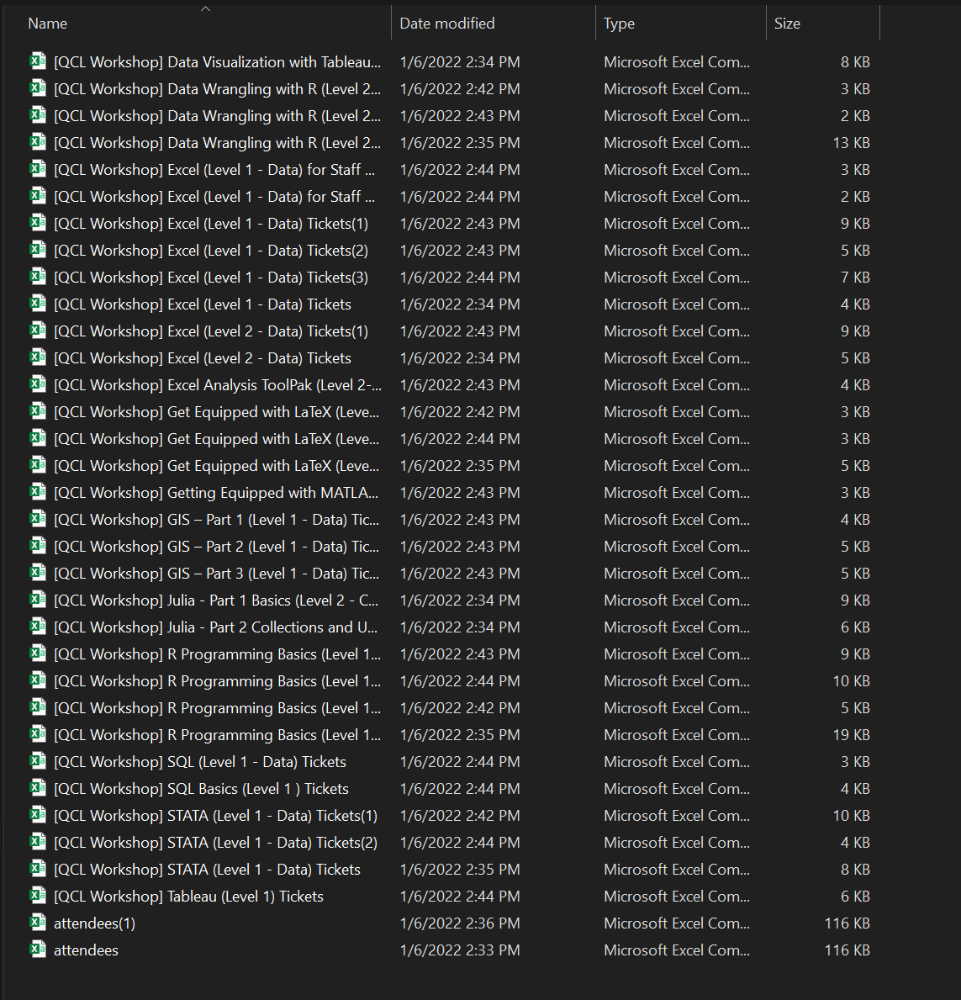 Name Date modified Type Size
[QCL Workshop] Data Visualization with Tableau... 1/6/2022 2:34 PM Microsoft Excel Com... 8 KB
[QCL Workshop] Data Wrangling with R (Level 2... 1/6/2022 2:42 PM Microsoft Excel Com... 3 KB
[QCL Workshop] Data Wrangling with R (Level 2... 1/6/2022 2:43 PM Microsoft Excel Com... 2 KB
[QCL Workshop] Data Wrangling with R (Level 2... 1/6/2022 2:35 PM Microsoft Excel Com... 13 KB
[QCL Workshop] Excel (Level 1 - Data) for Staff ... 1/6/2022 2:44 PM Microsoft Excel Com... 3 KB
[QCL Workshop] Excel (Level 1 - Data) for Staff ... 1/6/2022 2:44 PM Microsoft Excel Com... 2 KB
[QCL Workshop] Excel (Level 1 - Data) Tickets(1) 1/6/2022 2:43 PM Microsoft Excel Com... 9 KB
[QCL Workshop] Excel (Level 1 - Data) Tickets(2) 1/6/2022 2:43 PM Microsoft Excel Com... 5 KB
[QCL Workshop] Excel (Level 1 - Data) Tickets(3) 1/6/2022 2:44 PM Microsoft Excel Com... 7 KB
[QCL Workshop] Excel (Level 1 - Data) Tickets 1/6/2022 2:34 PM Microsoft Excel Com... 4 KB
[QCL Workshop] Excel (Level 2 - Data) Tickets(1) 1/6/2022 2:43 PM Microsoft Excel Com... 9 KB
[QCL Workshop] Excel (Level 2 - Data) Tickets 1/6/2022 2:34 PM Microsoft Excel Com... 5 KB
[QCL Workshop] Excel Analysis ToolPak (Level 2-... 1/6/2022 2:43 PM Microsoft Excel Com... 4 KB
[QCL Workshop] Get Equipped with LaTeX (Leve... 1/6/2022 2:42 PM Microsoft Excel Com... 3 KB
[QCL Workshop] Get Equipped with LaTeX (Leve... 1/6/2022 2:44 PM Microsoft Excel Com... 3 KB
[QCL Workshop] Get Equipped with LaTeX (Leve... 1/6/2022 2:35 PM Microsoft Excel Com... 5 KB
[QCL Workshop] Getting Equipped with MATLA... 1/6/2022 2:43 PM Microsoft Excel Com... 3 KB
[QCL Workshop] GIS – Part 1 (Level 1 - Data) Tic... 1/6/2022 2:43 PM Microsoft Excel Com... 4 KB
[QCL Workshop] GIS – Part 2 (Level 1 - Data) Tic... 1/6/2022 2:43 PM Microsoft Excel Com... 5 KB
[QCL Workshop] GIS – Part 3 (Level 1 - Data) Tic... 1/6/2022 2:43 PM Microsoft Excel Com... 5 KB
[QCL Workshop] Julia - Part 1 Basics (Level 2 - C... 1/6/2022 2:34 PM Microsoft Excel Com... 9 KB
[QCL Workshop] Julia - Part 2 Collections and U... 1/6/2022 2:34 PM Microsoft Excel Com... 6 KB
[QCL Workshop] R Programming Basics (Level 1... 1/6/2022 2:43 PM Microsoft Excel Com... 9 KB
[QCL Workshop] R Programming Basics (Level 1... 1/6/2022 2:44 PM Microsoft Excel Com... 10 KB
[QCL Workshop] R Programming Basics (Level 1... 1/6/2022 2:42 PM Microsoft Excel Com... 5 KB
[QCL Workshop] R Programming Basics (Level 1... 1/6/2022 2:35 PM Microsoft Excel Com... 19 KB
[QCL Workshop] SQL (Level 1 - Data) Tickets 1/6/2022 2:44 PM Microsoft Excel Com... 3 KB
[QCL Workshop] SQL Basics (Level 1 ) Tickets 1/6/2022 2:44 PM Microsoft Excel Com... 4 KB
[QCL Workshop] STATA (Level 1 - Data) Tickets(1) 1/6/2022 2:42 PM Microsoft Excel Com... 10 KB
[QCL Workshop] STATA (Level 1 - Data) Tickets(2) 1/6/2022 2:44 PM Microsoft Excel Com... 4 KB
[QCL Workshop] STATA (Level 1 - Data) Tickets 1/6/2022 2:35 PM Microsoft Excel Com... 8 KB
[QCL Workshop] Tableau (Level 1) Tickets 1/6/2022 2:44 PM Microsoft Excel Com... 6 KB
attendees(1) 1/6/2022 2:36 PM Microsoft Excel Com... 116 KB
attendees 1/6/2022 2:33 PM Microsoft Excel Com... 116 KB